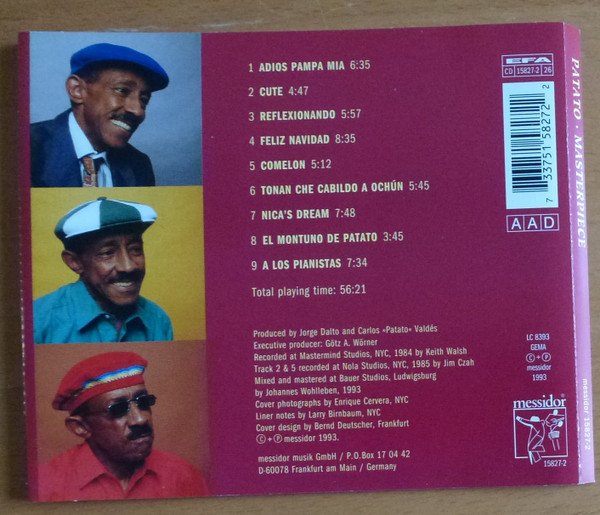 1 ADIOS PAMPA MIA 6:35
2 CUTE 4:47
3 REFLEXIONANDO 5:57
4 FELIZ NAVIDAD 8:35
5 COMELON 5:12
6 TONAN CHE CABILDO A OCHÚN 5:45
7 NICA'S DREAM 7:48
8 EL MONTUNO DE PATATO 3:45
9 A LOS PIANISTAS 7:34
Total playing time: 56:21
Produced by Jorge Dalto and Carlos «Patato» Valdés
Executive producer: Götz A. Wörner
Recorded at Mastermind Studios, NYC, 1984 by Keith Walsh
Track 2 & 5 recorded at Nola Studios, NYC, 1985 by Jim Czah
Mixed and mastered at Bauer Studios, Ludwigsburg
by Johannes Wohlleben, 1993
Cover photographs by Enrique Cervera, NYC
Liner notes by Larry Birnbaum, NYC
Cover design by Bernd Deutscher, Frankfurt
Ⓒ + Ⓟ messidor 1993.
messidor musik GmbH / P.O.Box 17 04 42
D-60078 Frankfurt am Main / Germany
EFA
CD 15827-2 26
7 33751 58272 2
AAD
LC 8393
GEMA
Ⓒ + Ⓟ
messidor
1993
messidor
15827-2
PATATO · MASTERPIECE
messidor 15827-2